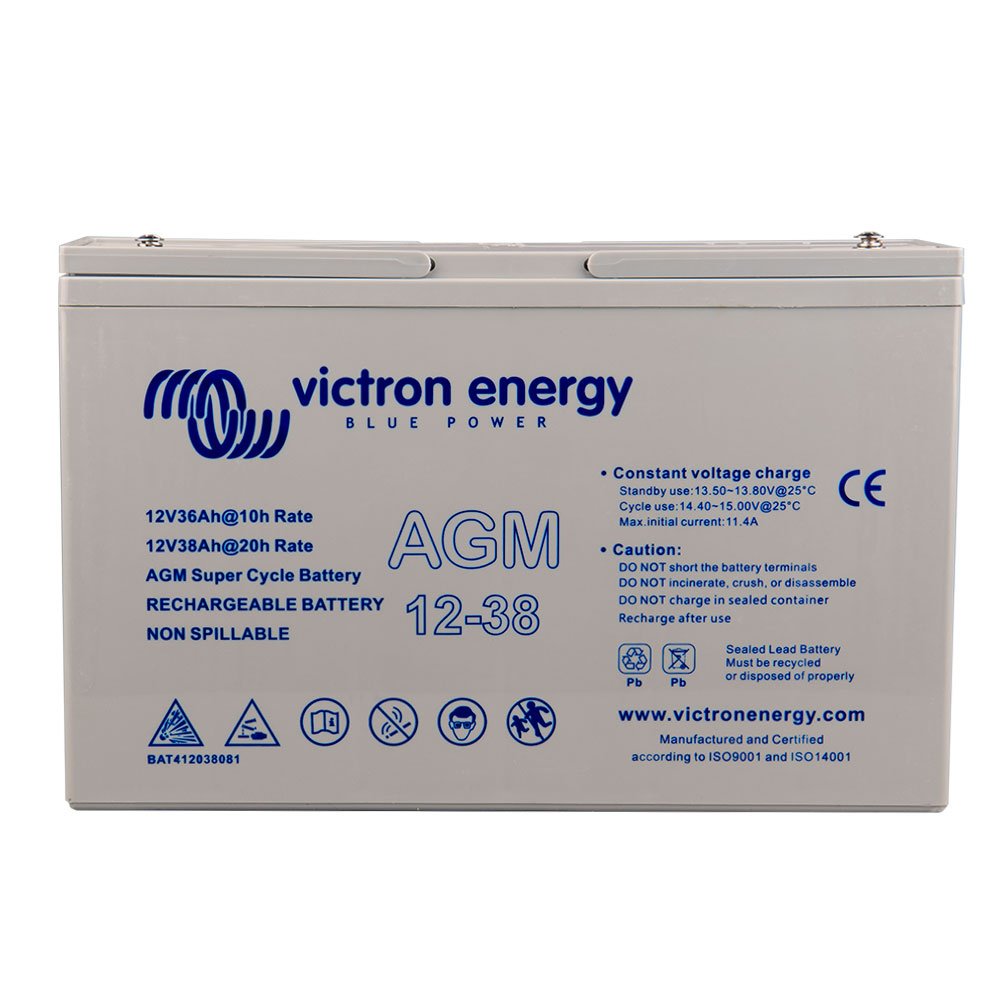 victron energy
BLUE POWER
12V36Ah@10h Rate
12V38Ah@20h Rate
AGM Super Cycle Battery
RECHARGEABLE BATTERY
NON SPILLABLE
AGM
12-38
• Constant voltage charge
Standby use:13.50~13.80V@25°C
Cycle use:14.40~15.00V@25°C
Max.initial current:11.4A
CE
• Caution:
DO NOT short the battery terminals
DO NOT incinerate, crush, or disassemble
DO NOT charge in sealed container
Recharge after use
Pb
Pb
Sealed Lead Battery
Must be recycled
or disposed of properly
BAT412038081
www.victronenergy.com
Manufactured and Certified
according to ISO9001 and ISO14001